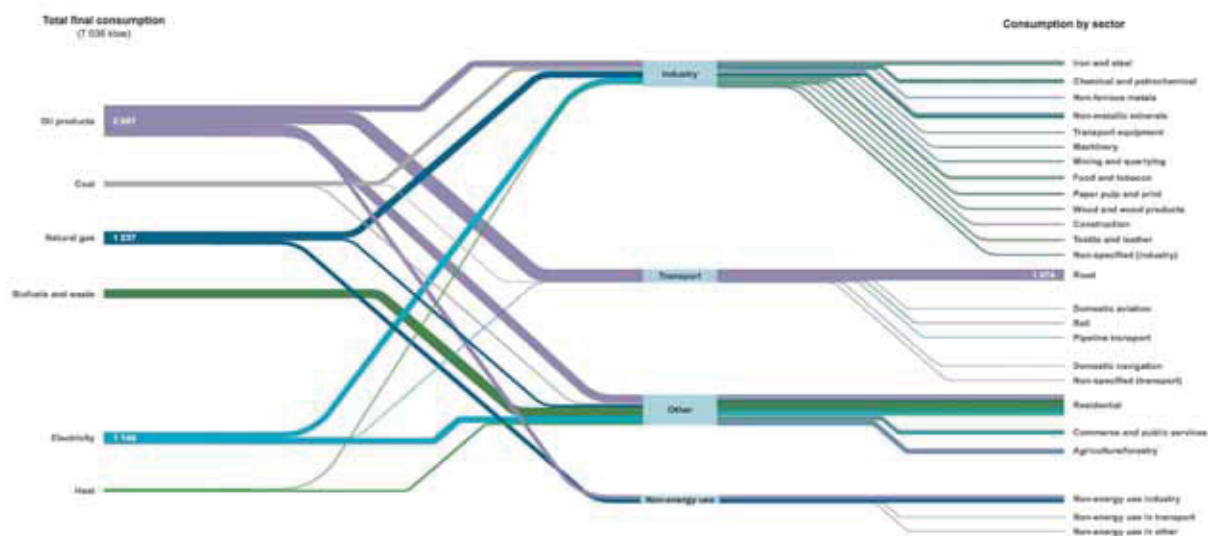 Total final consumption
Consumption by sector
Oil products
Coal
Natural gas
1 237
Biofuels and waste
Electricity
Heat
Industry
Transport
Other
Non-energy use
Iron and steel
Chemical and petrochemical
Non-ferrous metals
Non-metallic minerals
Transport equipment
Machinery
Mining and quarrying
Food and tobacco
Paper pulp and print
Wood and wood products
Construction
Textile and leather
Non-specified (industry)
Road
Domestic aviation
Rail
Pipeline transport
Domestic navigation
Non-specified (transport)
Residential
Commerce and public services
Agriculture/forestry
Non-energy use industry
Non-energy use in transport
Non-energy use in other